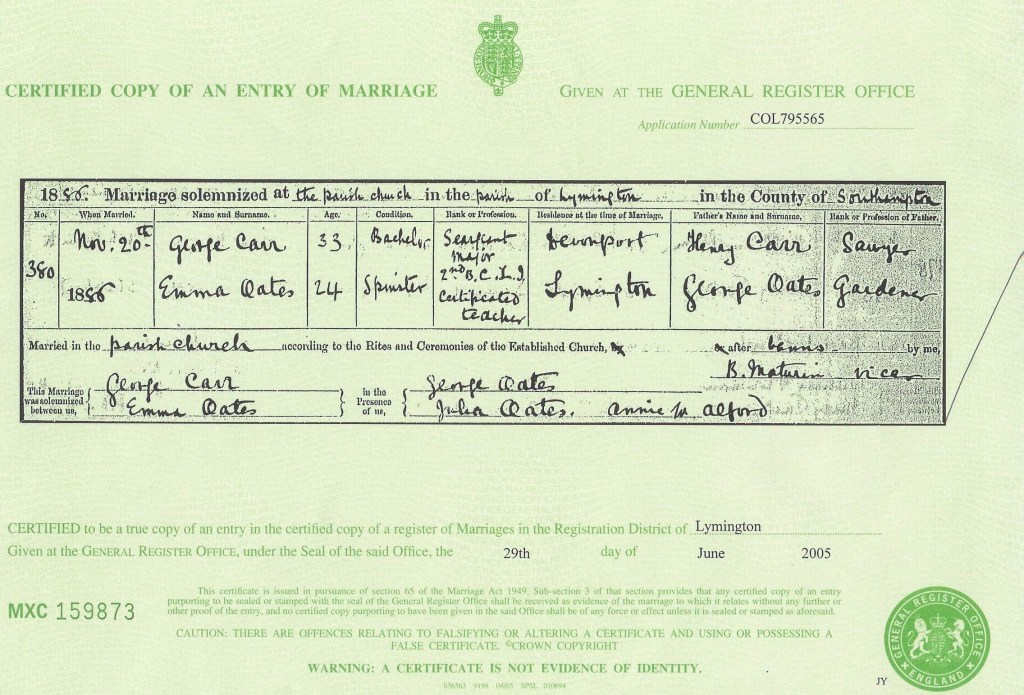 CERTIFIED COPY OF AN ENTRY OF MARRIAGE
GIVEN AT THE GENERAL REGISTER OFFICE
Application Number COL795565
1886. Marriage solemnized at the parish church in the parish of Lymington in the County of Southampton
No. When Married. Name and Surname. Age. Condition. Rank or Profession. Residence at the time of Marriage. Father's Name and Surname. Rank or Profession of Father.
380 Nov. 20th 1886
George Carr 33 Bachelor Seargeant Major 2nd B. C. L. I. Devonport Henry Carr Sawyer
Emma Oates 24 Spinster Certificated teacher Lymington George Oates Gardener
Married in the parish church according to the Rites and Ceremonies of the Established Church, by or after banns by me,
B. Maturin vicar
This Marriage was solemnized between us, George Carr Emma Oates
in the Presence of us, George Oates
Julia Oates. Annie M Alford
CERTIFIED to be a true copy of an entry in the certified copy of a register of Marriages in the Registration District of Lymington
Given at the GENERAL REGISTER OFFICE, under the Seal of the said Office, the 29th day of June 2005
MXC 159873
This certificate is issued in pursuance of section 65 of the Marriage Act 1949. Sub-section 3 of that section provides that any certified copy of an entry
purporting to be sealed or stamped with the seal of the General Register Office shall be received as evidence of the marriage to which it relates without any further or
other proof of the entry, and no certified copy purporting to have been given in the said Office shall be of any force or effect unless it is sealed or stamped as aforesaid.
CAUTION: THERE ARE OFFENCES RELATING TO FALSIFYING OR ALTERING A CERTIFICATE AND USING OR POSSESSING A
FALSE CERTIFICATE. ©CROWN COPYRIGHT
WARNING: A CERTIFICATE IS NOT EVIDENCE OF IDENTITY.
GENERAL REGISTER OFFICE
ENGLAND
JY